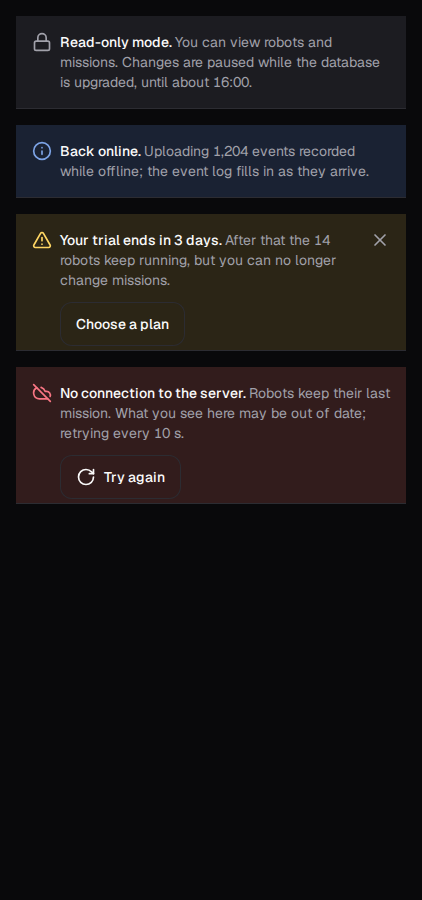 Read-only mode. You can view robots and
missions. Changes are paused while the database
is upgraded, until about 16:00.
Back online. Uploading 1,204 events recorded
while offline; the event log fills in as they arrive.
Your trial ends in 3 days. After that the 14
robots keep running, but you can no longer
change missions.
Choose a plan
No connection to the server. Robots keep their last
mission. What you see here may be out of date;
retrying every 10 s.
Try again